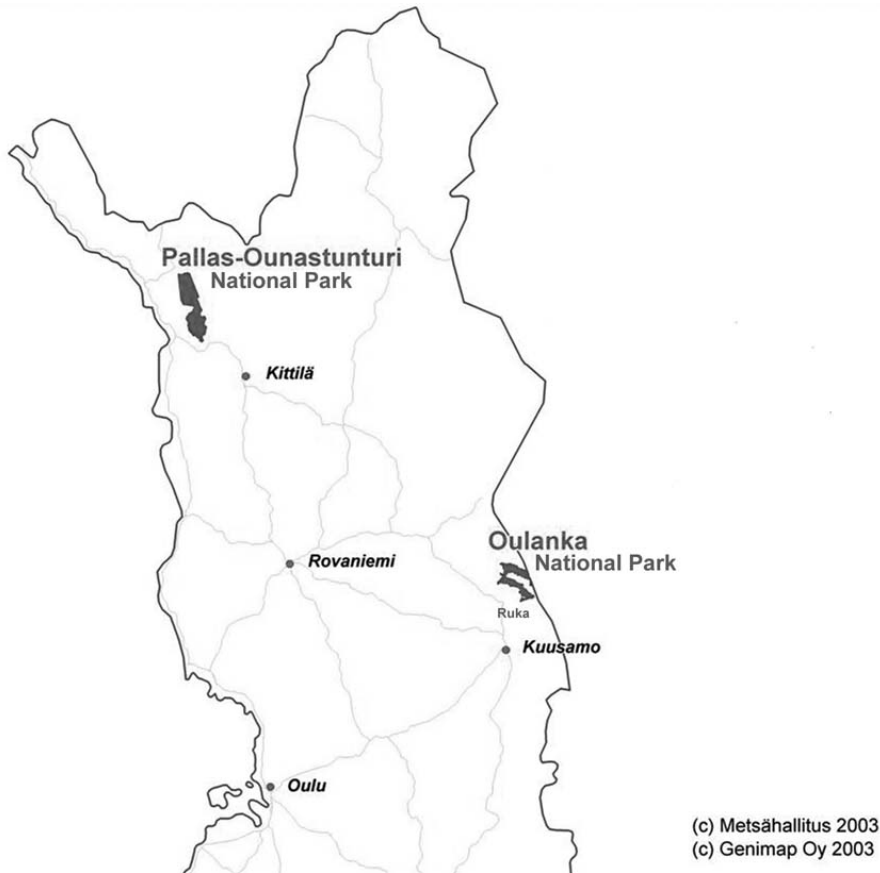 Pallas-Ounastunturi
National Park
Kittilä
Oulanka
National Park
Rovaniemi
Ruka
Kuusamo
Oulu
(c) Metsähallitus 2003
(c) Genimap Oy 2003